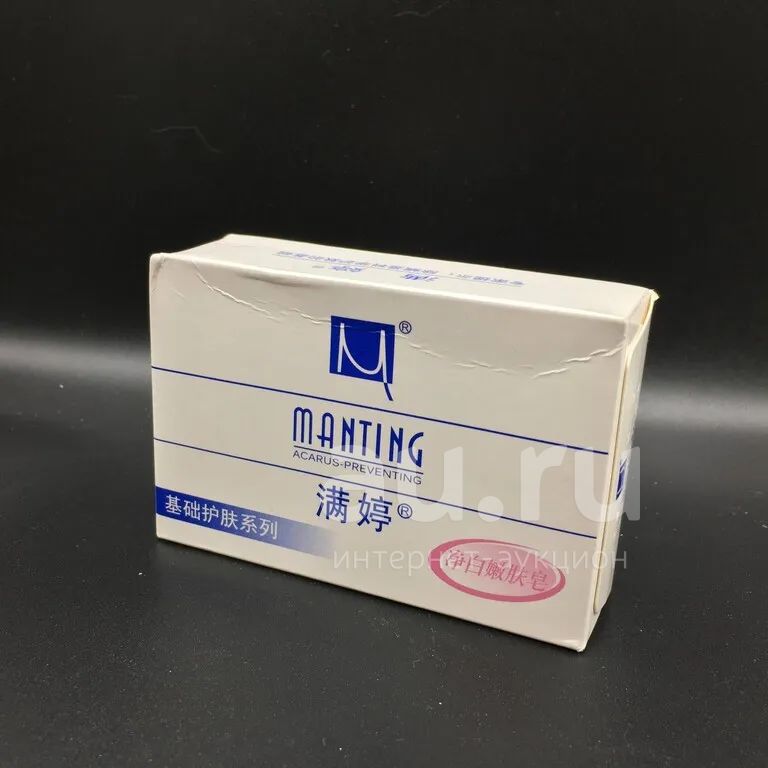 ®
MANTING
ACARUS-PREVENTING
满婷®
基础护肤系列
净白嫩肤皂
au.ru
интернет-аукцион